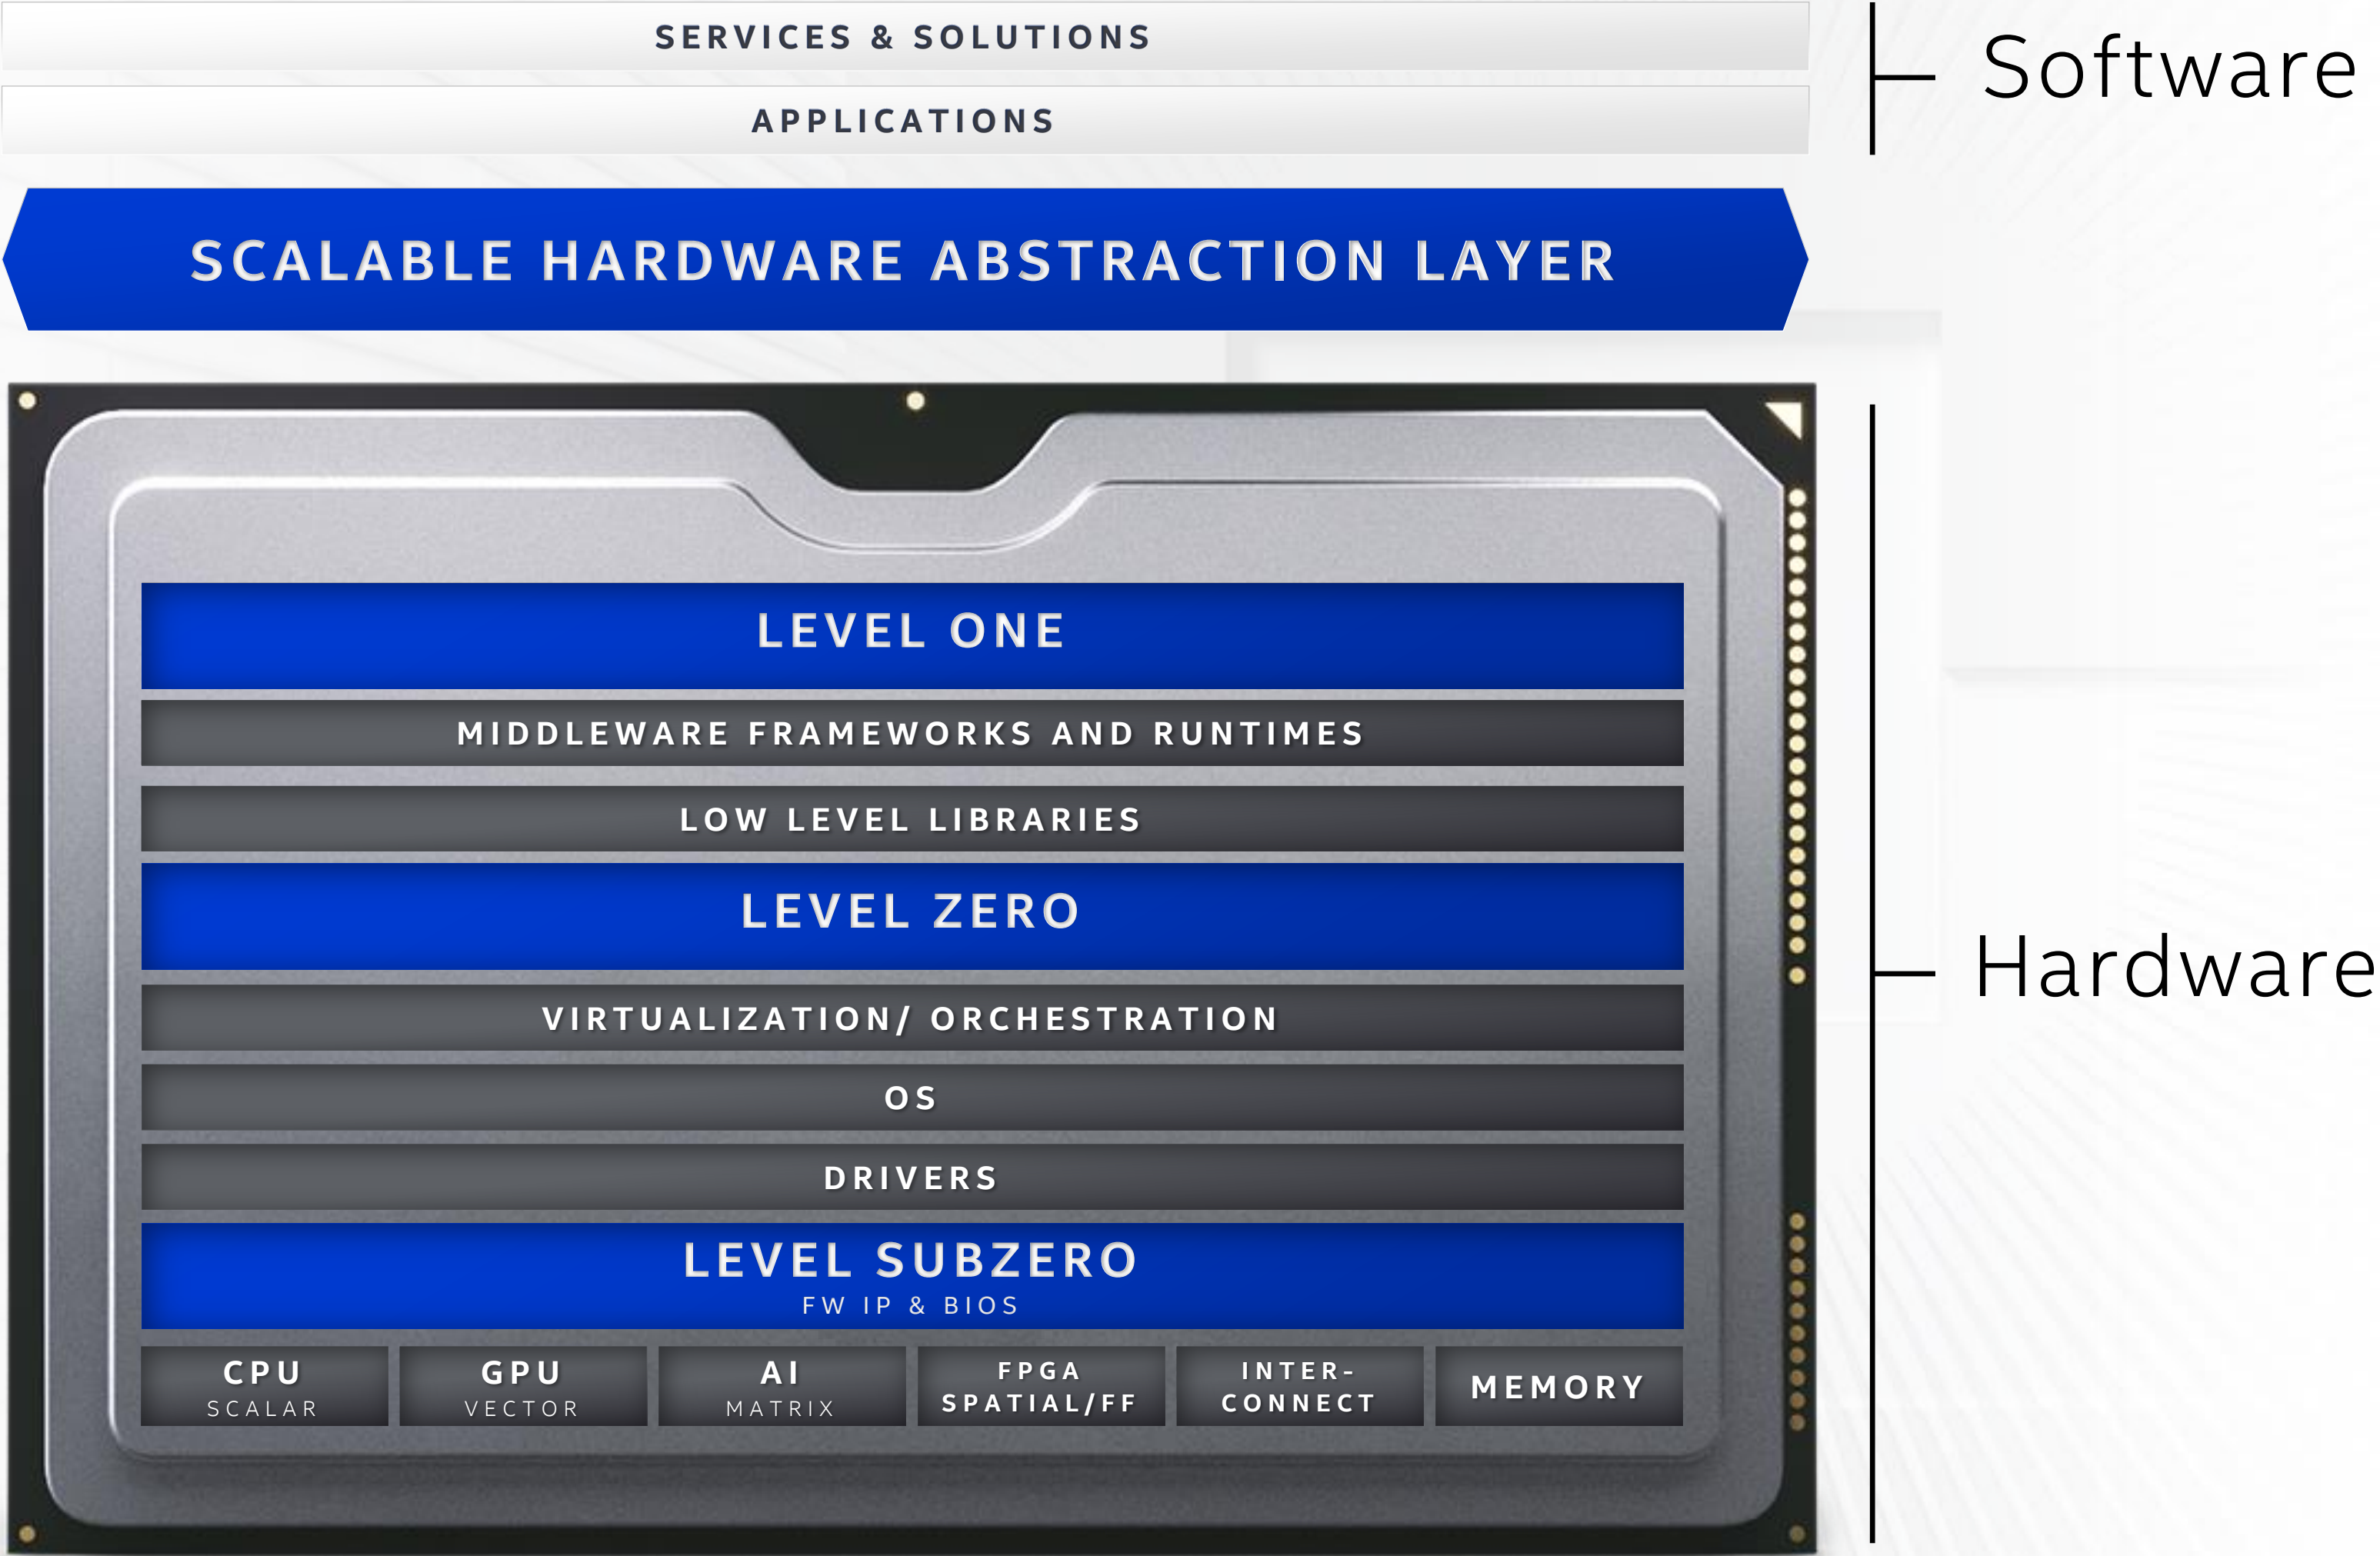 SERVICES & SOLUTIONS
Software
APPLICATIONS
SCALABLE HARDWARE ABSTRACTION LAYER
LEVEL ONE
MIDDLEWARE FRAMEWORKS AND RUNTIMES
LOW LEVEL LIBRARIES
LEVEL ZERO
Hardware
VIRTUALIZATION/ ORCHESTRATION
OS
DRIVERS
LEVEL SUBZERO
FW IP & BIOS
CPU
SCALAR
GPU
VECTOR
AI
MATRIX
FPGA
SPATIAL/FF
INTER-
CONNECT
MEMORY